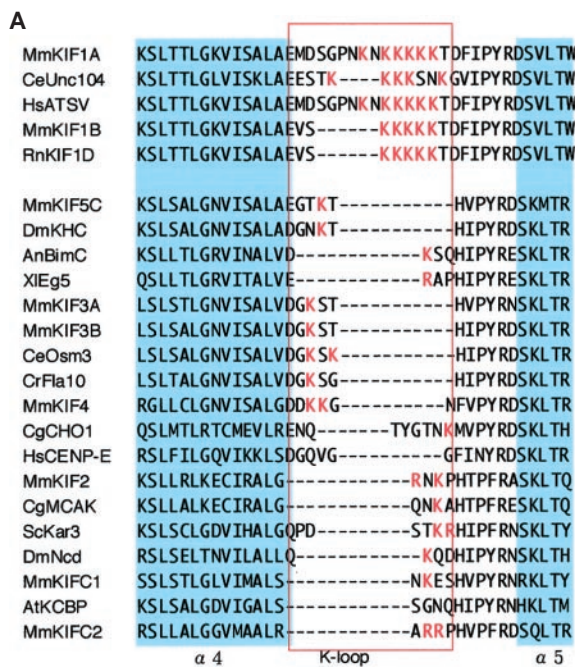 A
MmKIF1A KSLTTLGKVISALAEMDSGPNKNKKKKKTDFIPYRDSVLTW
CeUnc104 KSLTTLGLVISKLAEESTK----KKKSNKGVIPYRDSVLTW
HsATSV KSLTTLGKVISALAEMDSGPNKNKKKKKTDFIPYRDSVLTW
MmKIF1B KSLTTLGKVISALAEVS------KKKKKTDFIPYRDSVLTW
RnKIF1D KSLTTLGKVISALAEVS------KKKKKTDFIPYRDSVLTW
MmKIF5C KSLSALGNVISALAEGTKT-----------HVPYRDSKMTR
DmKHC KSLSALGNVISALADGNKT-----------HIPYRDSKLTR
AnBimC KSLLTLGRVINALVD------------KSQHIPYRESKLTR
XlEg5 QSLLTLGRVITALVE------------RAPHIPYRESKLTR
MmKIF3A LSLSTLGNVISALVDGKST-----------HVPYRNSKLTR
MmKIF3B LSLSALGNVISALVDGKST-----------HIPYRDSKLTR
CeOsm3 LSLSALGNVISALVDGKSK-----------HIPYRDSKLTR
CrFla10 LSLTALGNVISALVDGKSG-----------HIPYRDSKLTR
MmKIF4 RGLLCLGNVISALGDDKKG----------NFVPYRDSKLTR
CgCHO1 QSLMTLRTCMEVLRENQ-------TYGTNKMVPYRDSKLTH
HsCENP-E RSLFILGQVIKKLSDGQVG----------GFINYRDSKLTR
MmKIF2 KSLLRLKECIRALG------------RNKPHTPFRASKLTQ
CgMCAK KSLLALKECIRALG------------QNKAHTPFRESKLTQ
ScKar3 KSLSCLGDVIHALGQPD---------STKRHIPFRNSKLTY
DmNcd RSLSELTNVILALLQ------------KQDHIPYRNSKLTH
MmKIFC1 SSLSTLGLVIMALS------------NKESHVPYRNRKLTY
AtKCBP KSLSALGDVIGALS------------SGNQHIPYRNHKLTM
MmKIFC2 RSLLALGGVMAALR------------ARRPHVPFRDSQLTR
α 4 K-loop α 5